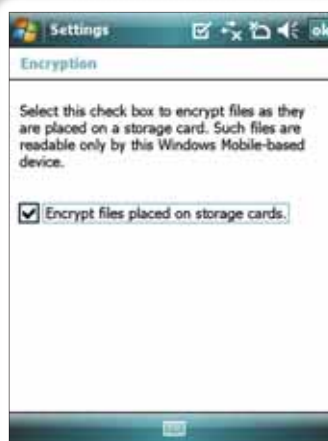 Settings
ok
Encryption
Select this check box to encrypt files as they
are placed on a storage card. Such files are
readable only by this Windows Mobile-based
device.
Encrypt files placed on storage cards.